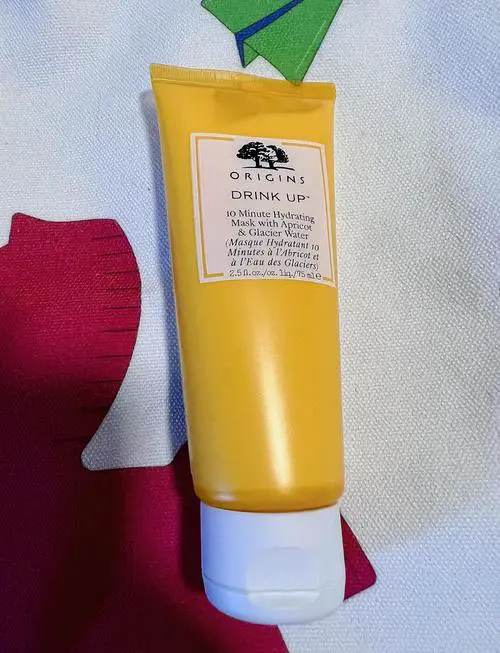 ORIGINS
DRINK UP™
10 Minute Hydrating
Mask with Apricot
& Glacier Water
(Masque Hydratant 10
Minutes à l'Abricot et
à l'Eau des Glaciers)
2.5 fl.oz./oz. liq./75 ml e